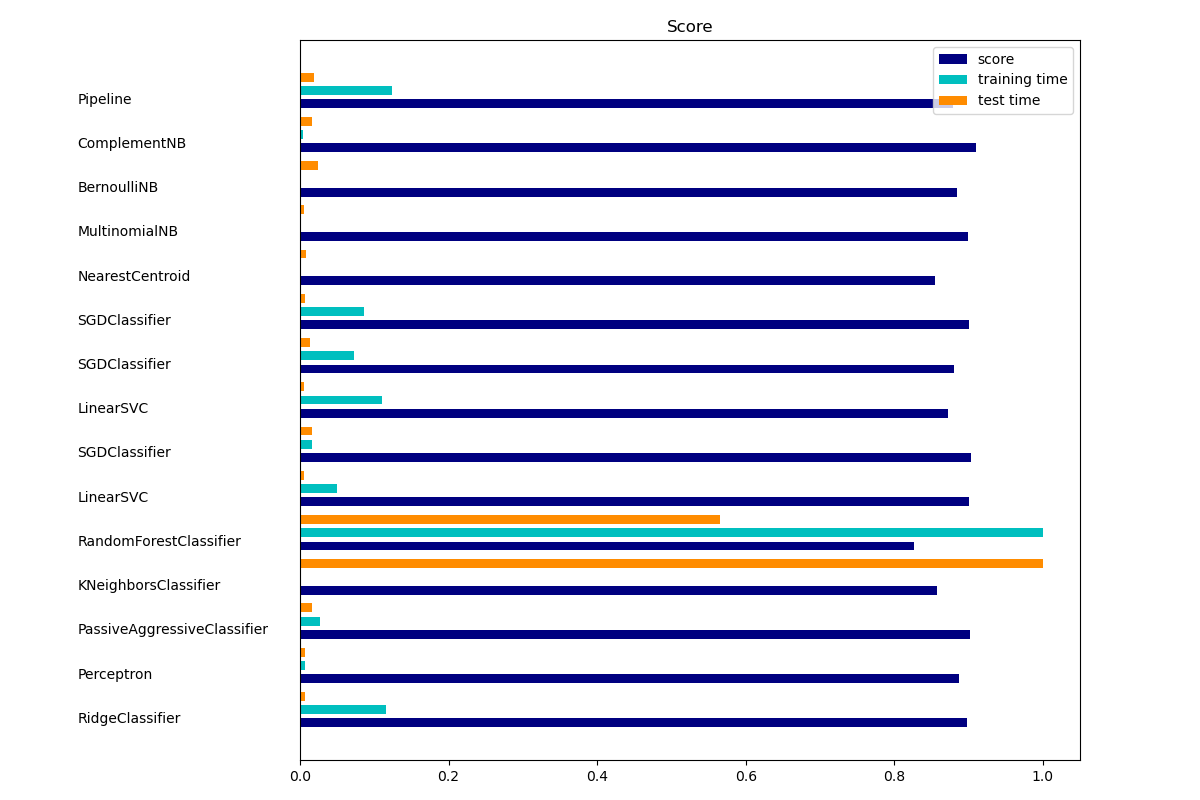 Score
score
training time
test time
Pipeline
ComplementNB
BernoulliNB
MultinomialNB
NearestCentroid
SGDClassifier
SGDClassifier
LinearSVC
SGDClassifier
LinearSVC
RandomForestClassifier
KNeighborsClassifier
PassiveAggressiveClassifier
Perceptron
RidgeClassifier
0.0 0.2 0.4 0.6 0.8 1.0